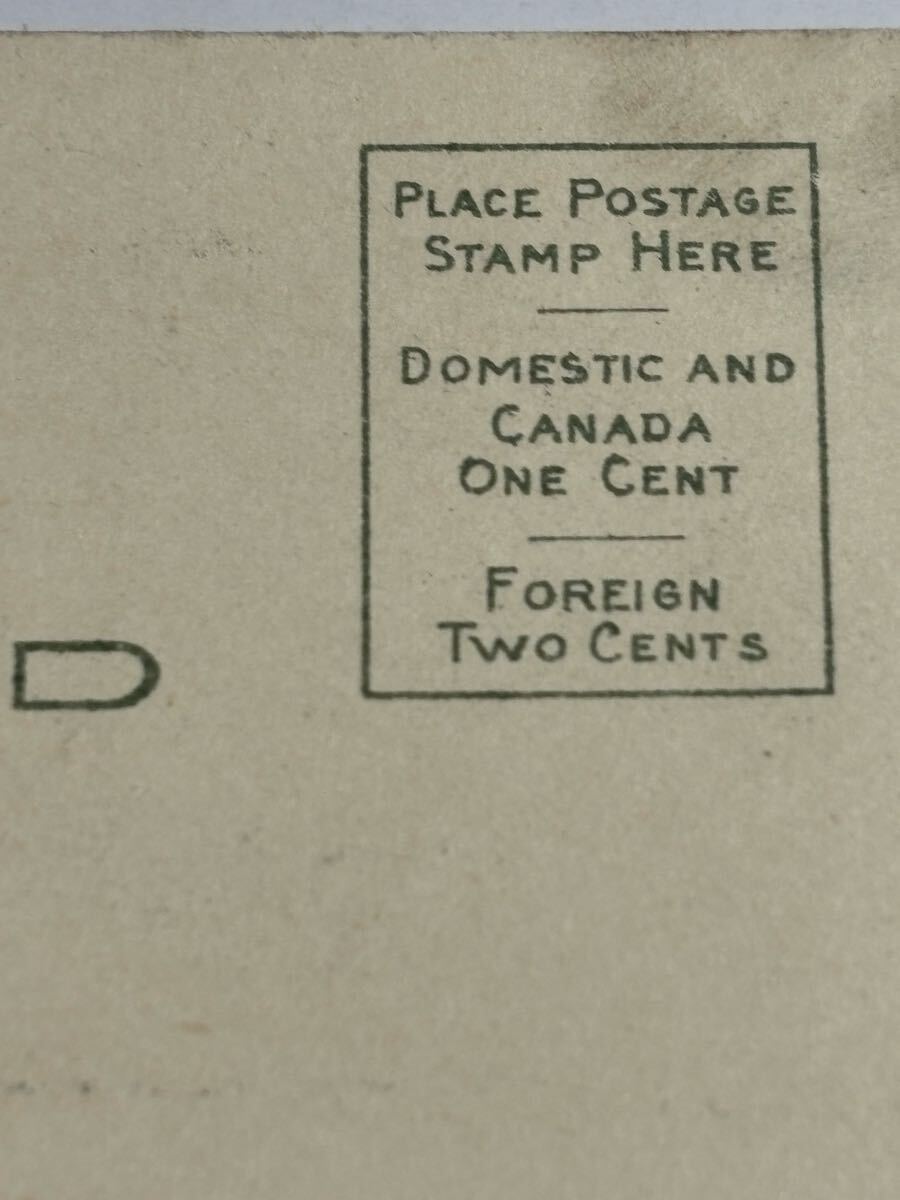 PLACE POSTAGE
STAMP HERE
DOMESTIC AND
CANADA
ONE CENT
FOREIGN
TWO CENTS
D